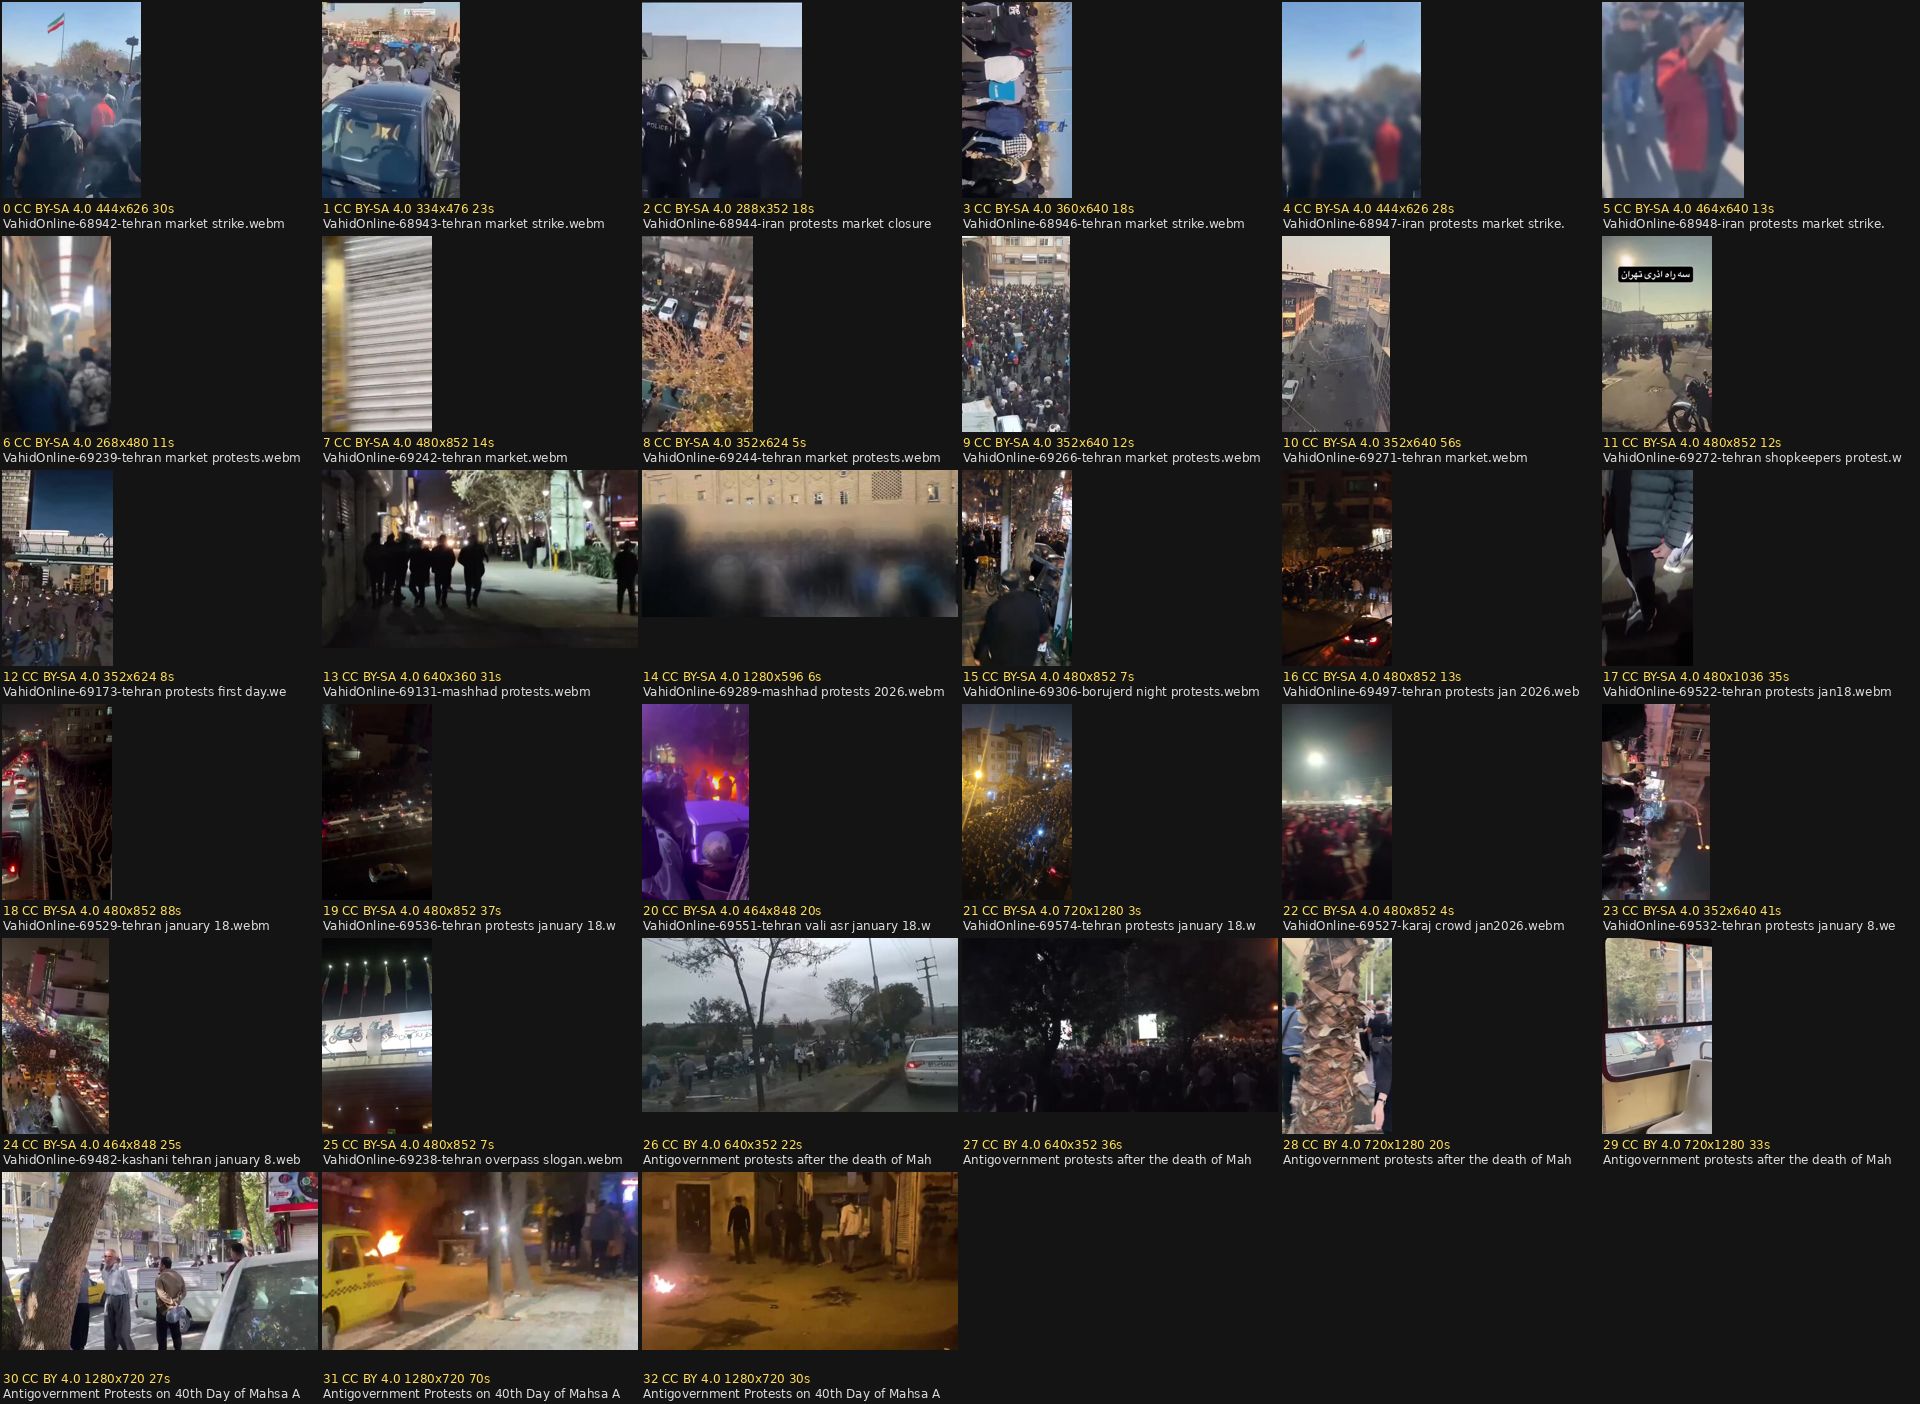 POLICE
سه راه اذری تهران
0 CC BY-SA 4.0 444x626 30s
VahidOnline-68942-tehran market strike.webm
1 CC BY-SA 4.0 334x476 23s
VahidOnline-68943-tehran market strike.webm
2 CC BY-SA 4.0 288x352 18s
VahidOnline-68944-iran protests market closure
3 CC BY-SA 4.0 360x640 18s
VahidOnline-68946-tehran market strike.webm
4 CC BY-SA 4.0 444x626 28s
VahidOnline-68947-iran protests market strike.
5 CC BY-SA 4.0 464x640 13s
VahidOnline-68948-iran protests market strike.
6 CC BY-SA 4.0 268x480 11s
VahidOnline-69239-tehran market protests.webm
7 CC BY-SA 4.0 480x852 14s
VahidOnline-69242-tehran market.webm
8 CC BY-SA 4.0 352x624 5s
VahidOnline-69244-tehran market protests.webm
9 CC BY-SA 4.0 352x640 12s
VahidOnline-69266-tehran market protests.webm
10 CC BY-SA 4.0 352x640 56s
VahidOnline-69271-tehran market.webm
11 CC BY-SA 4.0 480x852 12s
VahidOnline-69272-tehran shopkeepers protest.w
12 CC BY-SA 4.0 352x624 8s
VahidOnline-69173-tehran protests first day.we
13 CC BY-SA 4.0 640x360 31s
VahidOnline-69131-mashhad protests.webm
14 CC BY-SA 4.0 1280x596 6s
VahidOnline-69289-mashhad protests 2026.webm
15 CC BY-SA 4.0 480x852 7s
VahidOnline-69306-borujerd night protests.webm
16 CC BY-SA 4.0 480x852 13s
VahidOnline-69497-tehran protests jan 2026.web
17 CC BY-SA 4.0 480x1036 35s
VahidOnline-69522-tehran protests jan18.webm
18 CC BY-SA 4.0 480x852 88s
VahidOnline-69529-tehran january 18.webm
19 CC BY-SA 4.0 480x852 37s
VahidOnline-69536-tehran protests january 18.w
20 CC BY-SA 4.0 464x848 20s
VahidOnline-69551-tehran vali asr january 18.w
21 CC BY-SA 4.0 720x1280 3s
VahidOnline-69574-tehran protests january 18.w
22 CC BY-SA 4.0 480x852 4s
VahidOnline-69527-karaj crowd jan2026.webm
23 CC BY-SA 4.0 352x640 41s
VahidOnline-69532-tehran protests january 8.we
24 CC BY-SA 4.0 464x848 25s
VahidOnline-69482-kashani tehran january 8.web
25 CC BY-SA 4.0 480x852 7s
VahidOnline-69238-tehran overpass slogan.webm
26 CC BY 4.0 640x352 22s
Antigovernment protests after the death of Mah
27 CC BY 4.0 640x352 36s
Antigovernment protests after the death of Mah
28 CC BY 4.0 720x1280 20s
Antigovernment protests after the death of Mah
29 CC BY 4.0 720x1280 33s
Antigovernment protests after the death of Mah
30 CC BY 4.0 1280x720 27s
Antigovernment Protests on 40th Day of Mahsa A
31 CC BY 4.0 1280x720 70s
Antigovernment Protests on 40th Day of Mahsa A
32 CC BY 4.0 1280x720 30s
Antigovernment Protests on 40th Day of Mahsa A